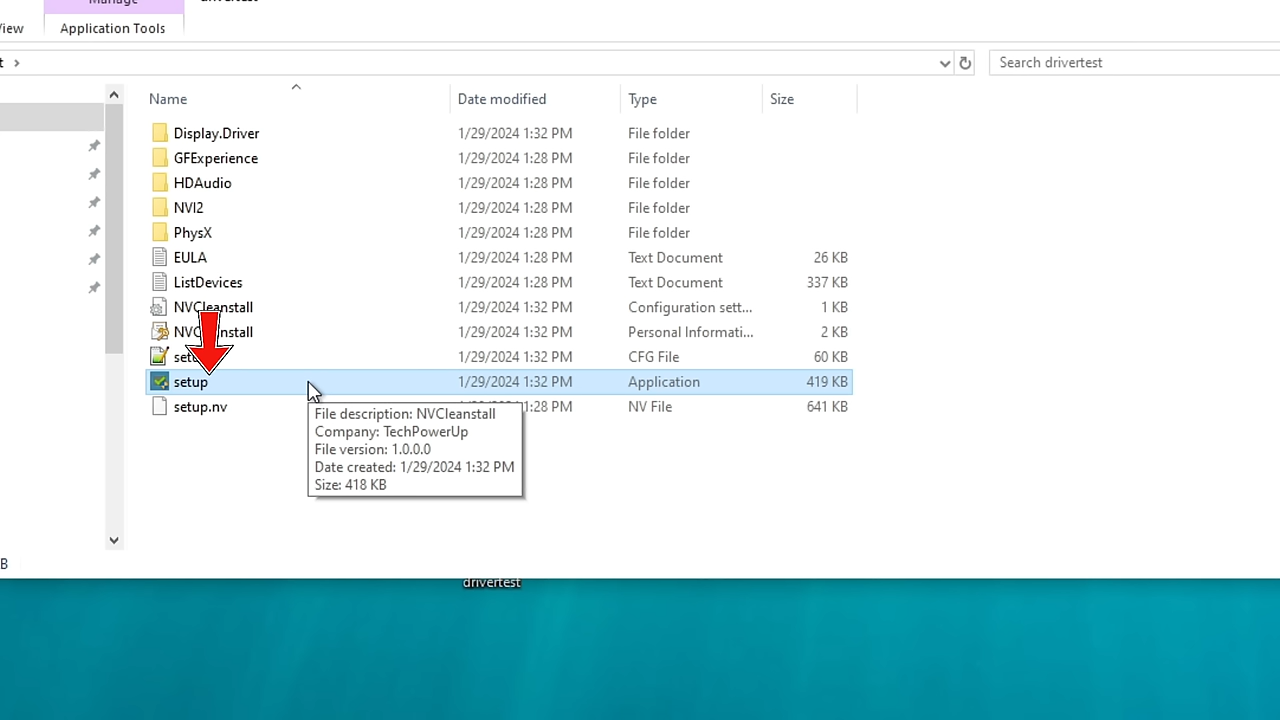 Manage
drivertest
View
Application Tools
t >
Search drivertest
Name Date modified Type Size
Display.Driver 1/29/2024 1:32 PM File folder
GFExperience 1/29/2024 1:28 PM File folder
HDAudio 1/29/2024 1:28 PM File folder
NVI2 1/29/2024 1:28 PM File folder
PhysX 1/29/2024 1:28 PM File folder
EULA 1/29/2024 1:28 PM Text Document 26 KB
ListDevices 1/29/2024 1:28 PM Text Document 337 KB
NVCleanstall 1/29/2024 1:32 PM Configuration sett... 1 KB
NVCleanstall 1/29/2024 1:32 PM Personal Informati... 2 KB
setup 1/29/2024 1:32 PM CFG File 60 KB
setup 1/29/2024 1:32 PM Application 419 KB
setup.nv 1:28 PM NV File 641 KB
File description: NVCleanstall
Company: TechPowerUp
File version: 1.0.0.0
Date created: 1/29/2024 1:32 PM
Size: 418 KB
B
drivertest